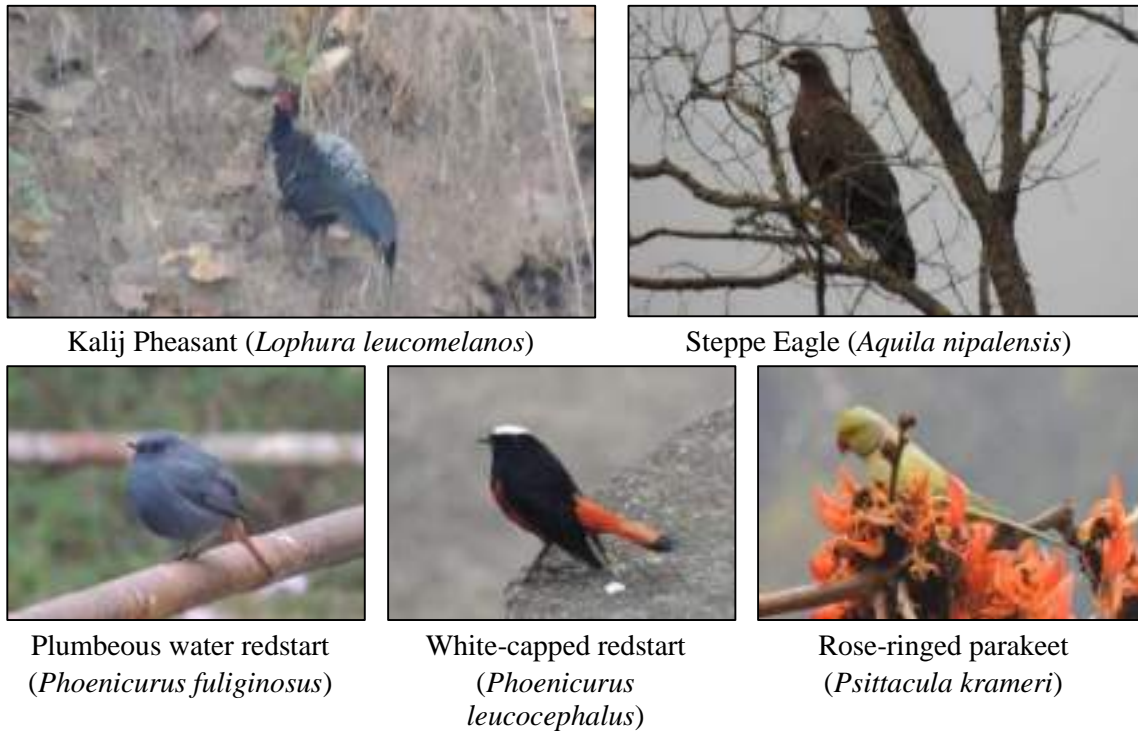 Kalij Pheasant (Lophura leucomelanos)
Steppe Eagle (Aquila nipalensis)
Plumbeous water redstart
(Phoenicurus fuliginosus)
White-capped redstart
(Phoenicurus
leucocephalus)
Rose-ringed parakeet
(Psittacula krameri)